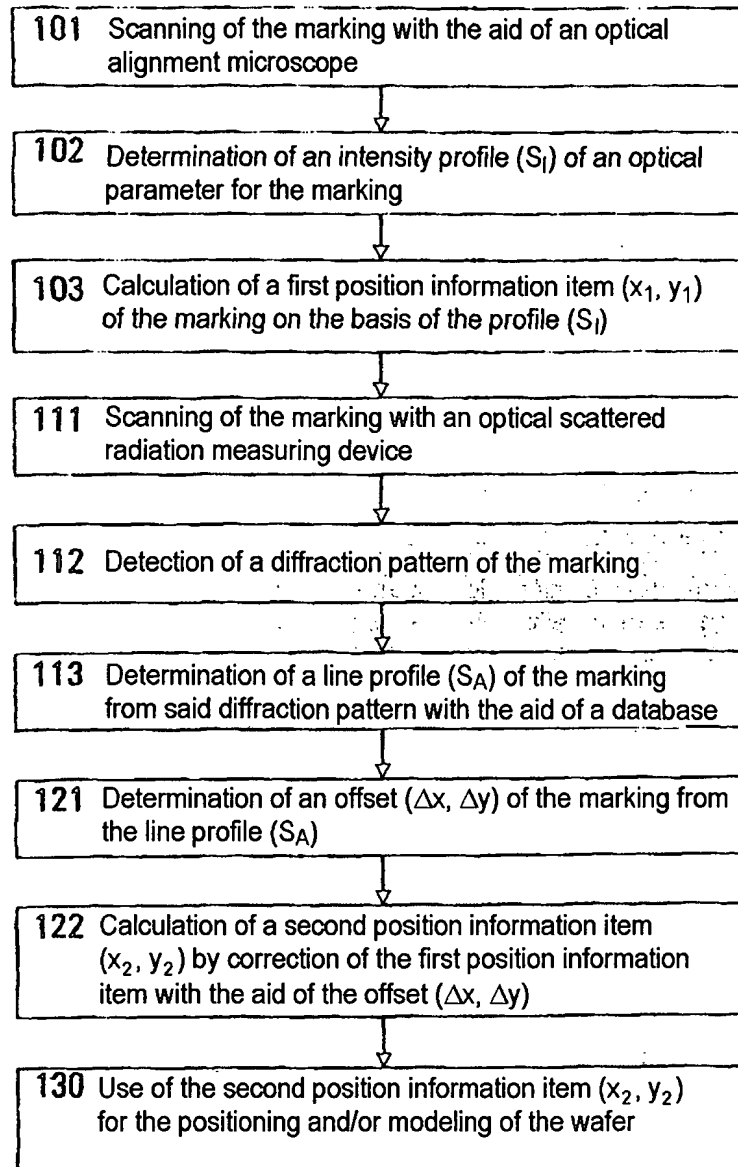 101 Scanning of the marking with the aid of an optical
alignment microscope
102 Determination of an intensity profile (S_I) of an optical
parameter for the marking
103 Calculation of a first position information item (x₁, y₁)
of the marking on the basis of the profile (S_I)
111 Scanning of the marking with an optical scattered
radiation measuring device
112 Detection of a diffraction pattern of the marking
113 Determination of a line profile (S_A) of the marking
from said diffraction pattern with the aid of a database
121 Determination of an offset (Δx, Δy) of the marking from
the line profile (S_A)
122 Calculation of a second position information item
(x₂, y₂) by correction of the first position information
item with the aid of the offset (Δx, Δy)
130 Use of the second position information item (x₂, y₂)
for the positioning and/or modeling of the wafer